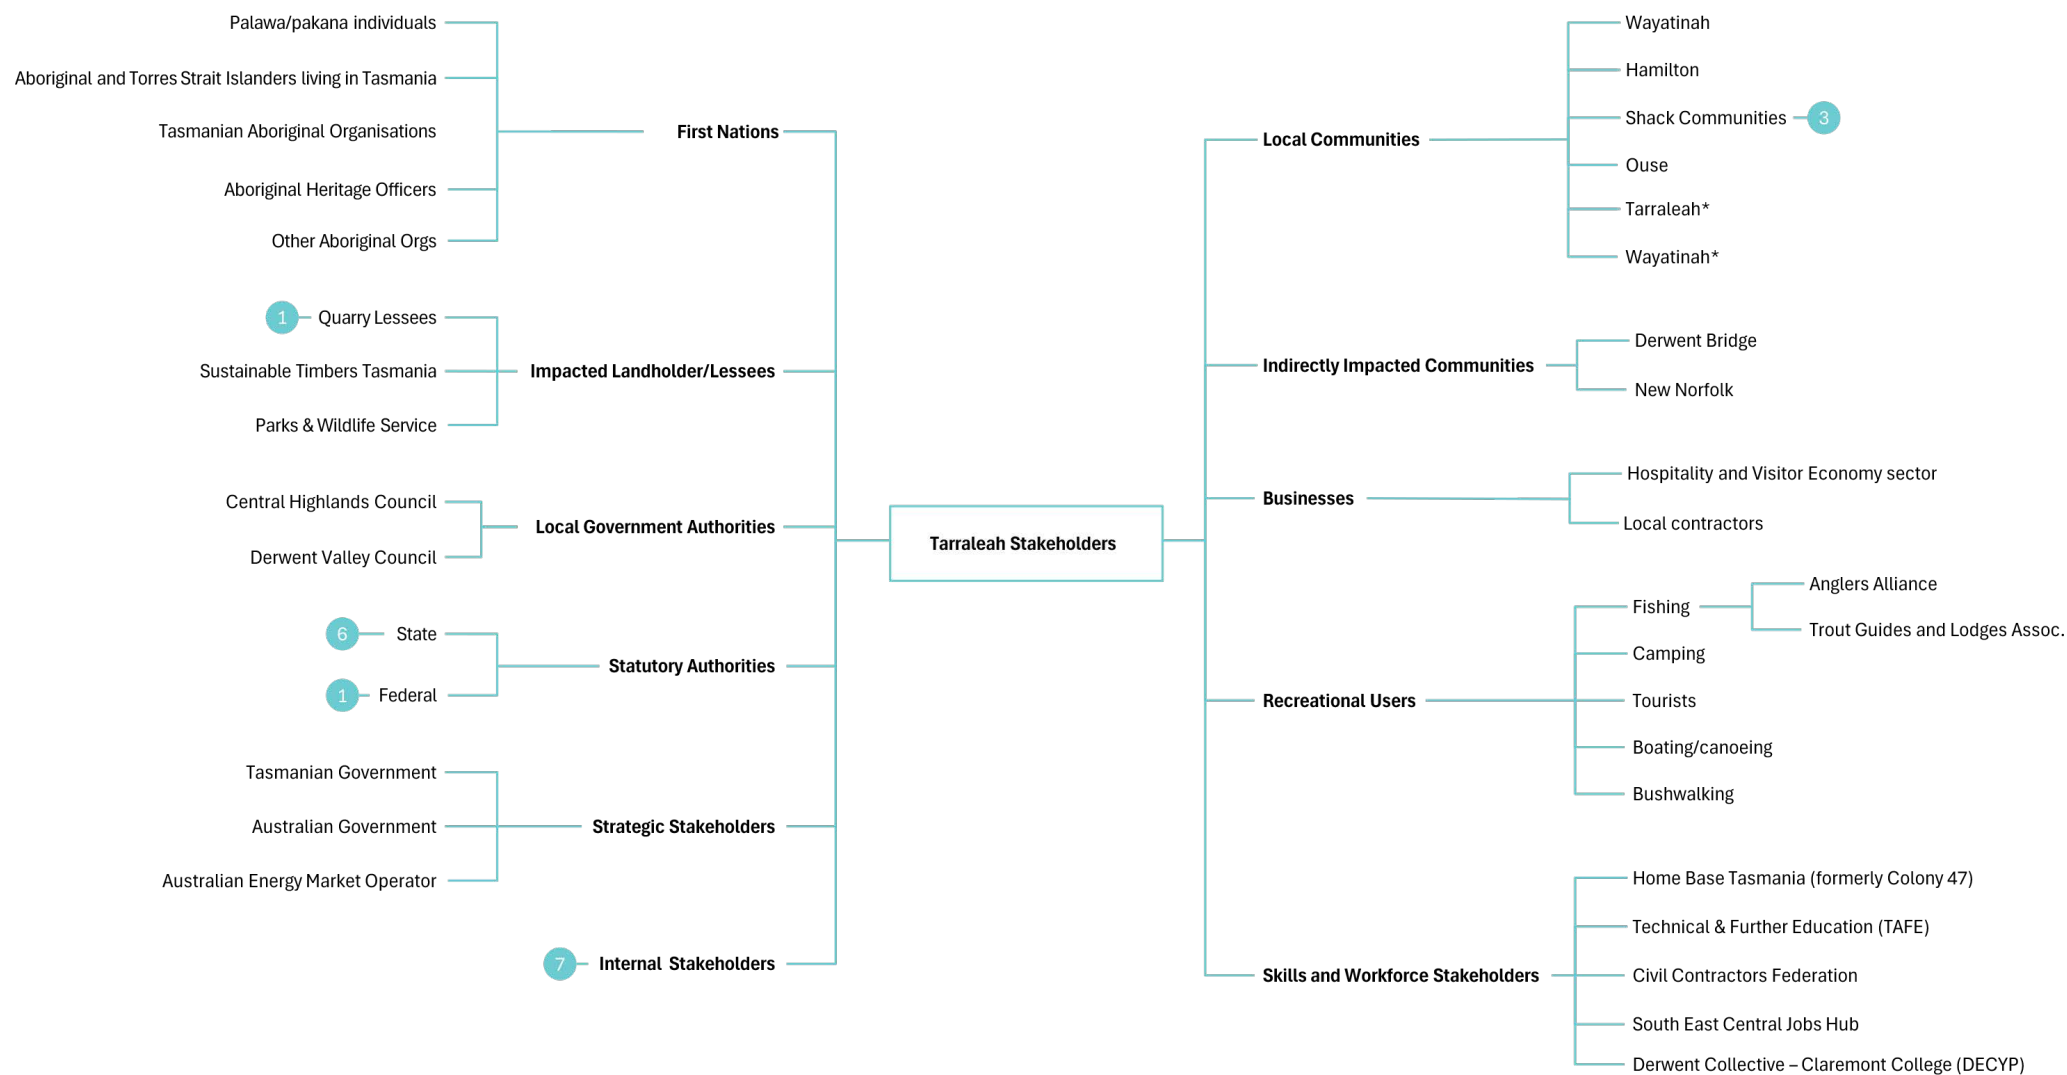 Palawa/pakana individuals
Aboriginal and Torres Strait Islanders living in Tasmania
Tasmanian Aboriginal Organisations
Aboriginal Heritage Officers
Other Aboriginal Orgs
First Nations
1
Quarry Lessees
Sustainable Timbers Tasmania
Parks & Wildlife Service
Impacted Landholder/Lessees
Central Highlands Council
Derwent Valley Council
Local Government Authorities
6
State
1
Federal
Statutory Authorities
Tasmanian Government
Australian Government
Australian Energy Market Operator
Strategic Stakeholders
7
Internal Stakeholders
Tarraleah Stakeholders
Local Communities
Wayatinah
Hamilton
Shack Communities
3
Ouse
Tarraleah*
Wayatinah*
Indirectly Impacted Communities
Derwent Bridge
New Norfolk
Businesses
Hospitality and Visitor Economy sector
Local contractors
Recreational Users
Fishing
Anglers Alliance
Trout Guides and Lodges Assoc.
Camping
Tourists
Boating/canoeing
Bushwalking
Skills and Workforce Stakeholders
Home Base Tasmania (formerly Colony 47)
Technical & Further Education (TAFE)
Civil Contractors Federation
South East Central Jobs Hub
Derwent Collective – Claremont College (DECYP)